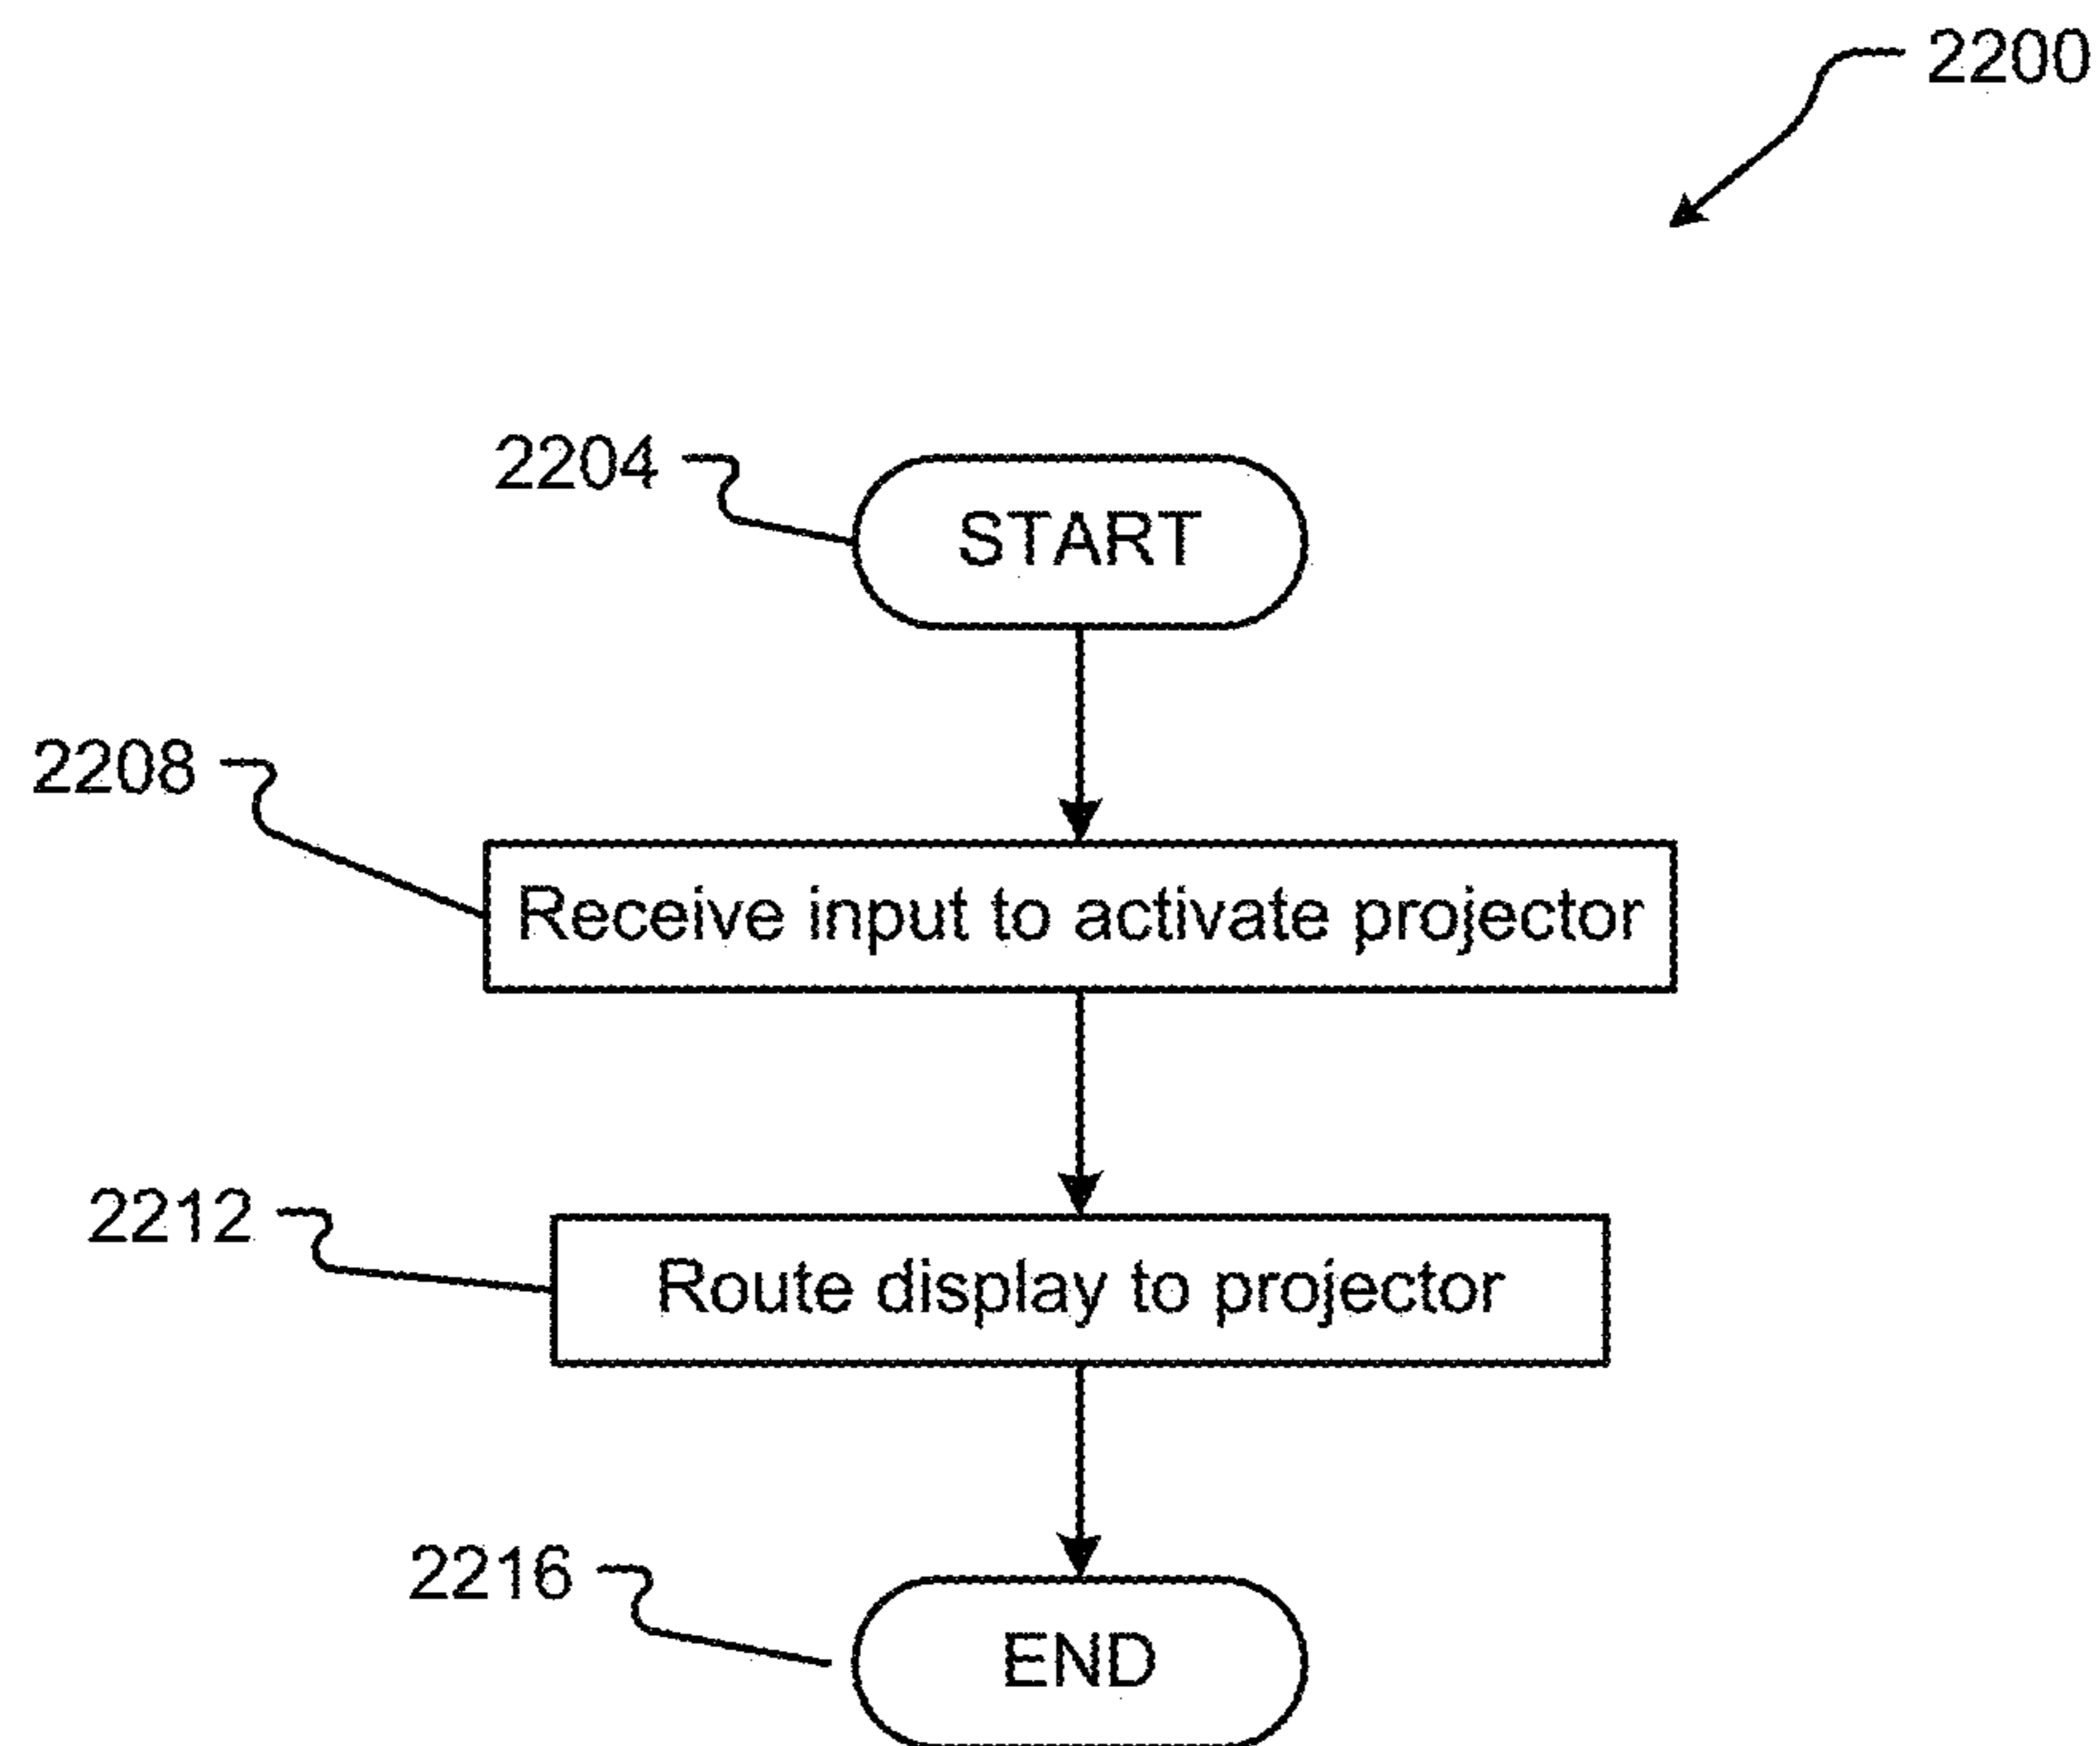 2200
2204
START
2208
Receive input to activate projector
2212
Route display to projector
2216
END